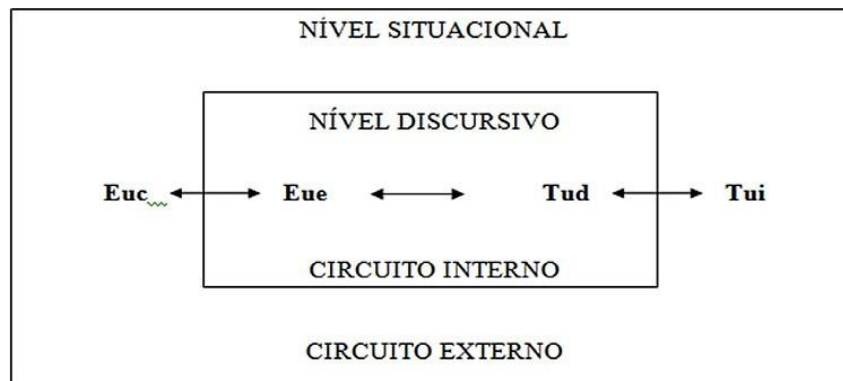 NÍVEL SITUACIONAL
NÍVEL DISCURSIVO
Euc Eue Tud Tui
CIRCUITO INTERNO
CIRCUITO EXTERNO